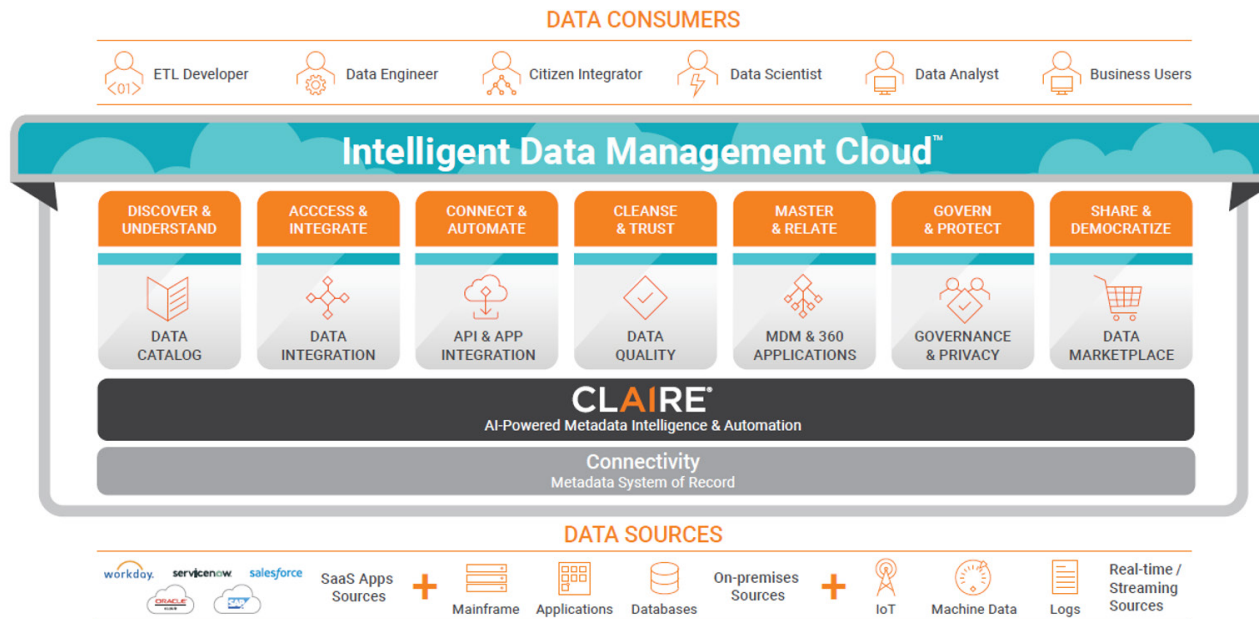 DATA CONSUMERS
<01>
ETL Developer
Data Engineer
Citizen Integrator
Data Scientist
Data Analyst
Business Users
Intelligent Data Management Cloud™
DISCOVER &
UNDERSTAND
ACCCESS &
INTEGRATE
CONNECT &
AUTOMATE
CLEANSE
& TRUST
MASTER
& RELATE
GOVERN
& PROTECT
SHARE &
DEMOCRATIZE
DATA
CATALOG
DATA
INTEGRATION
API & APP
INTEGRATION
DATA
QUALITY
MDM & 360
APPLICATIONS
GOVERNANCE
& PRIVACY
DATA
MARKETPLACE
CLAIRE®
AI-Powered Metadata Intelligence & Automation
Connectivity
Metadata System of Record
DATA SOURCES
workday.
servicenow
salesforce
ORACLE
CLOUD
SAP
SaaS Apps
Sources
+
Mainframe
Applications
Databases
On-premises
Sources
+
IoT
Machine Data
Logs
Real-time /
Streaming
Sources